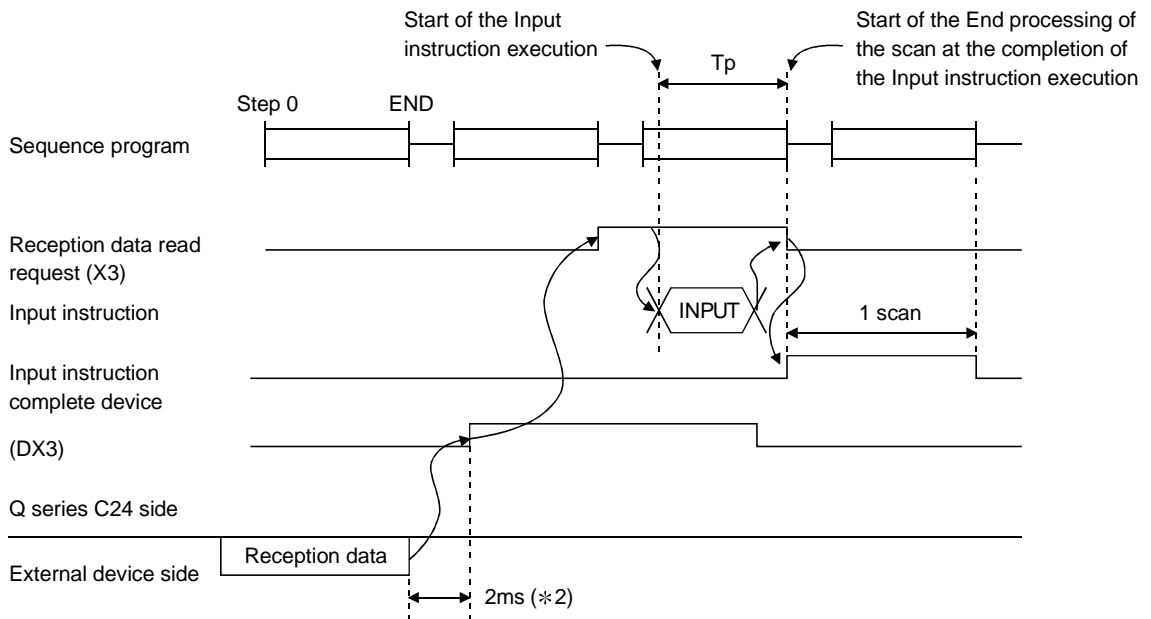 Start of the Input
instruction execution
Start of the End processing of
the scan at the completion of
the Input instruction execution
Tp
Step 0
END
Sequence program
Reception data read
request (X3)
Input instruction
INPUT
1 scan
Input instruction
complete device
(DX3)
Q series C24 side
Reception data
External device side
2ms (＊2)